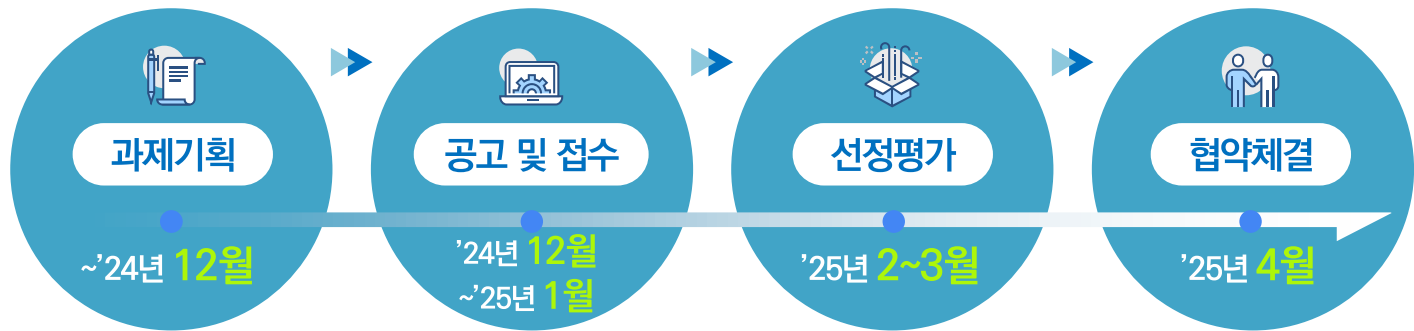 과제기획
~’24년 12월
공고 및 접수
’24년 12월
~’25년 1월
선정평가
’25년 2~3월
협약체결
’25년 4월